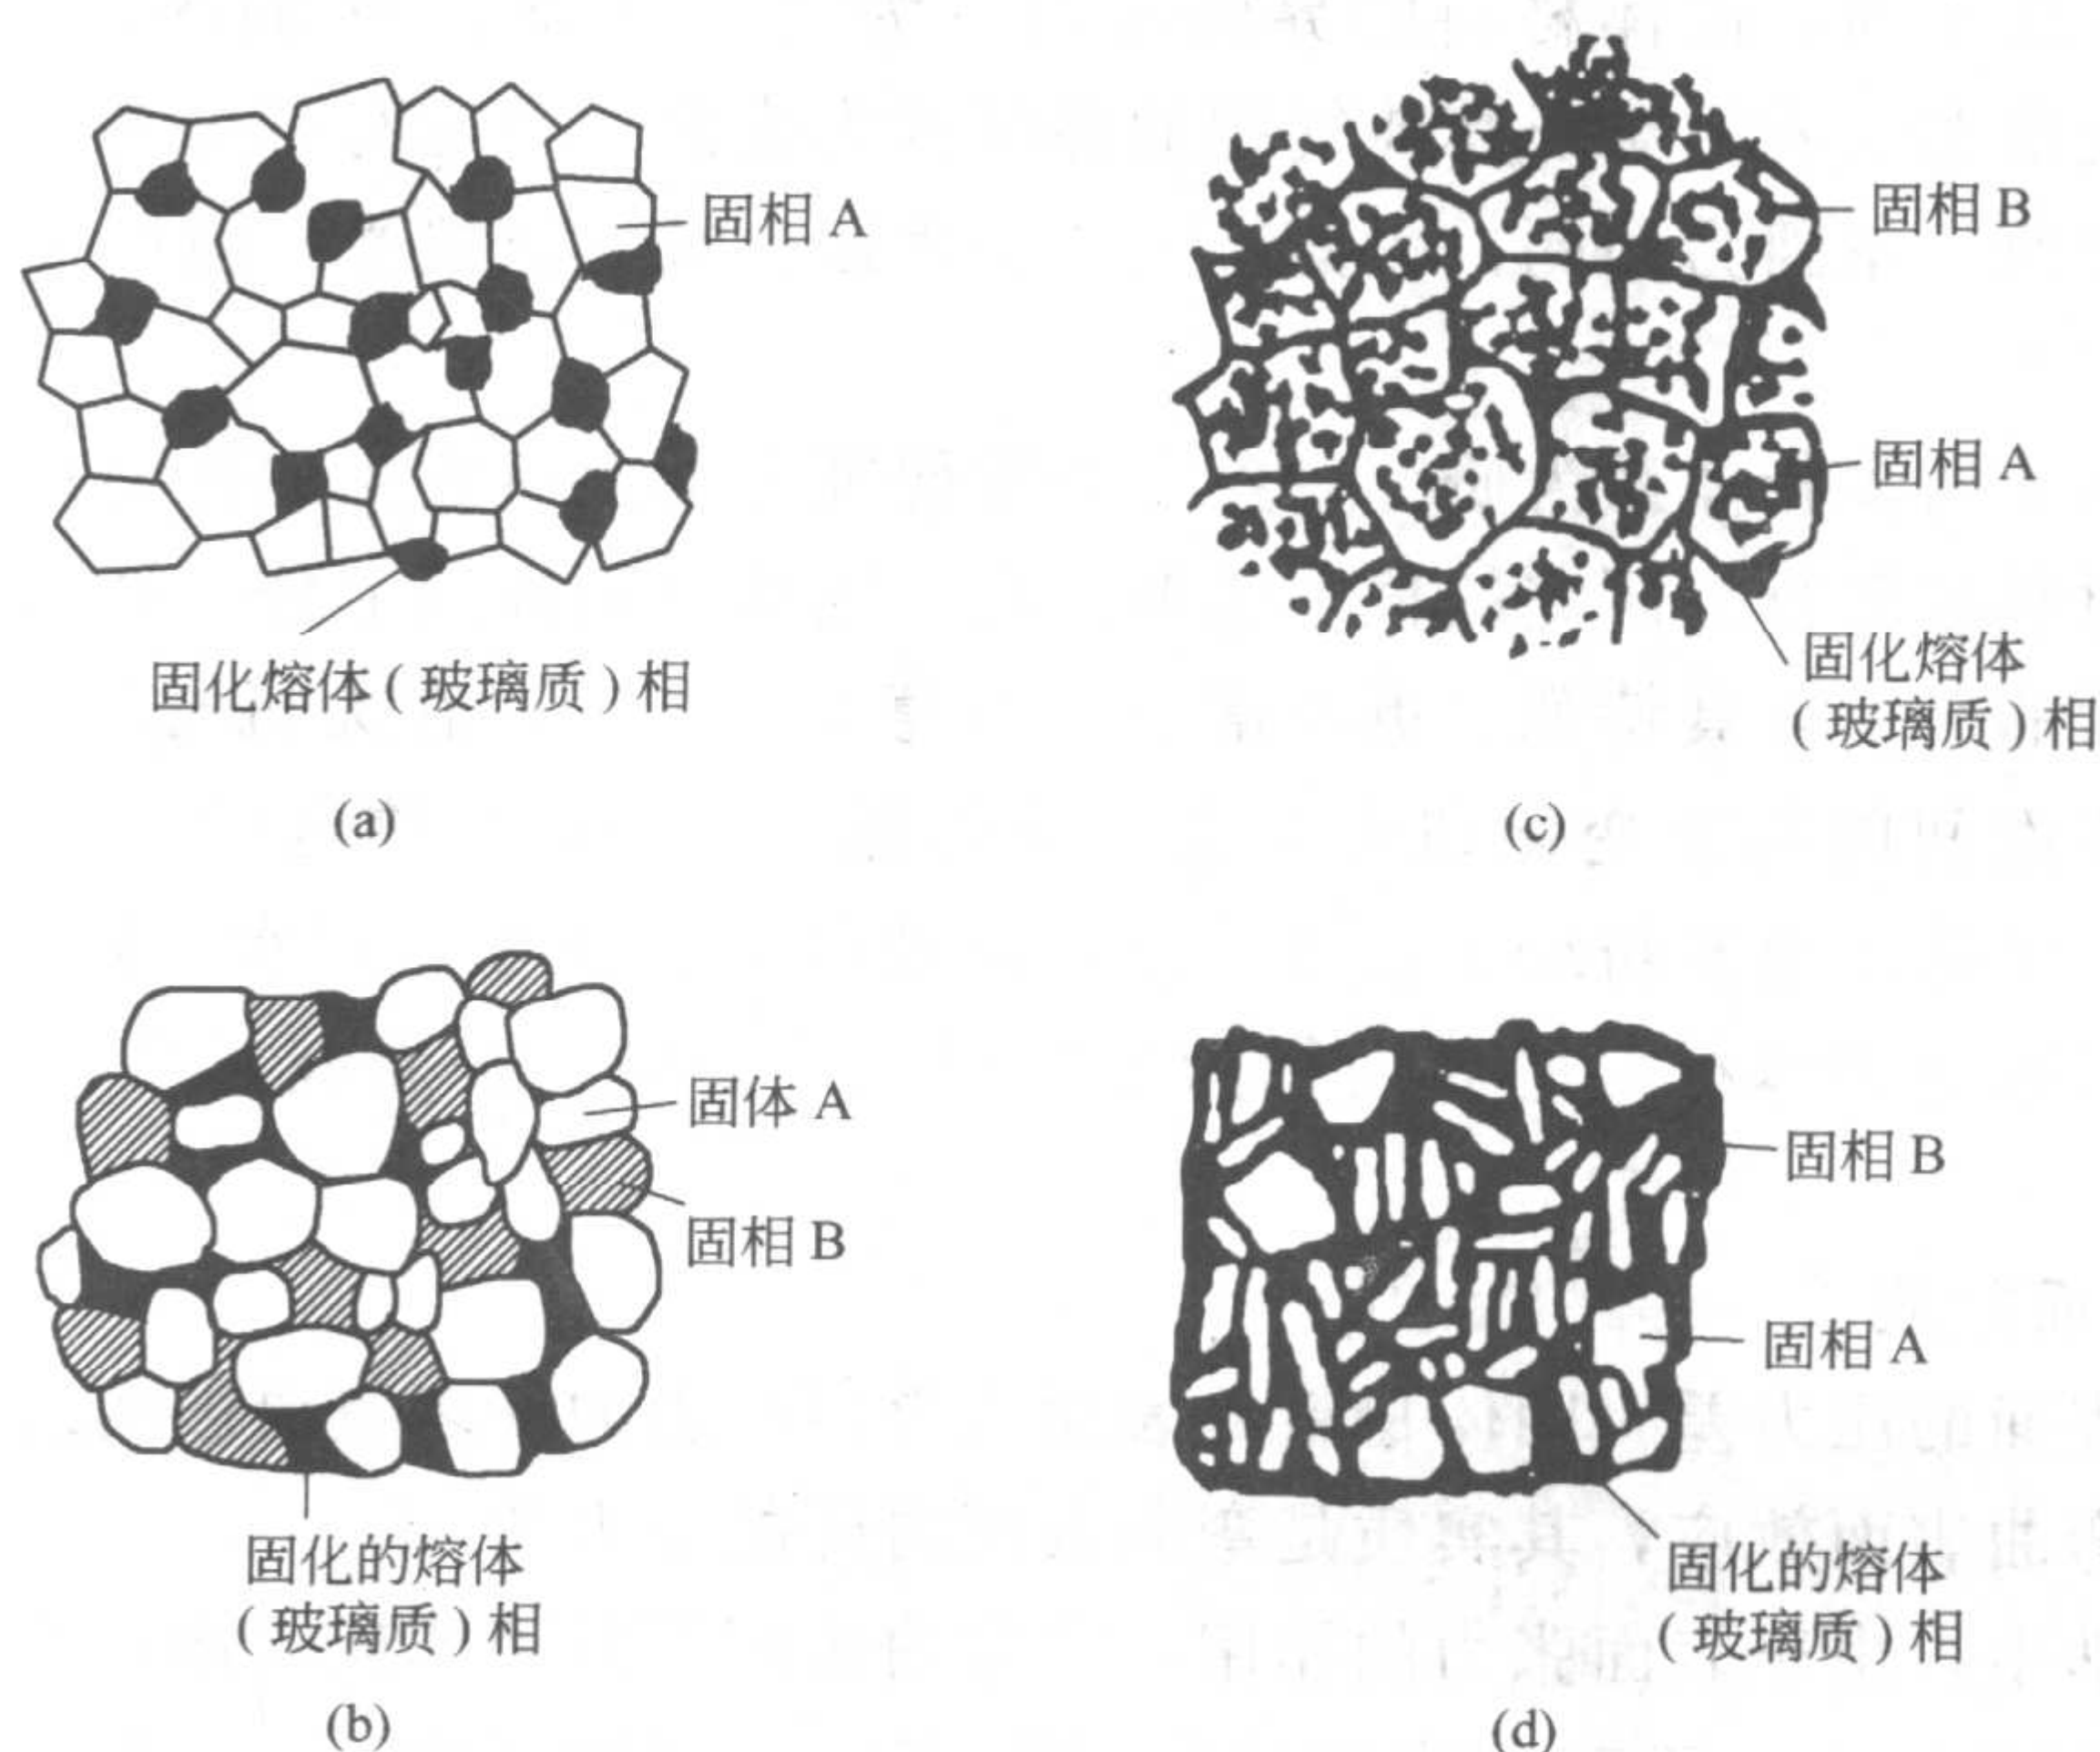 固相 A
固化熔体 ( 玻璃质 ) 相
(a)
固相 B
固相 A
固化熔体
( 玻璃质 ) 相
(c)
固体 A
固相 B
固化的熔体
( 玻璃质 ) 相
(b)
固相 B
固相 A
固化的熔体
( 玻璃质 ) 相
(d)